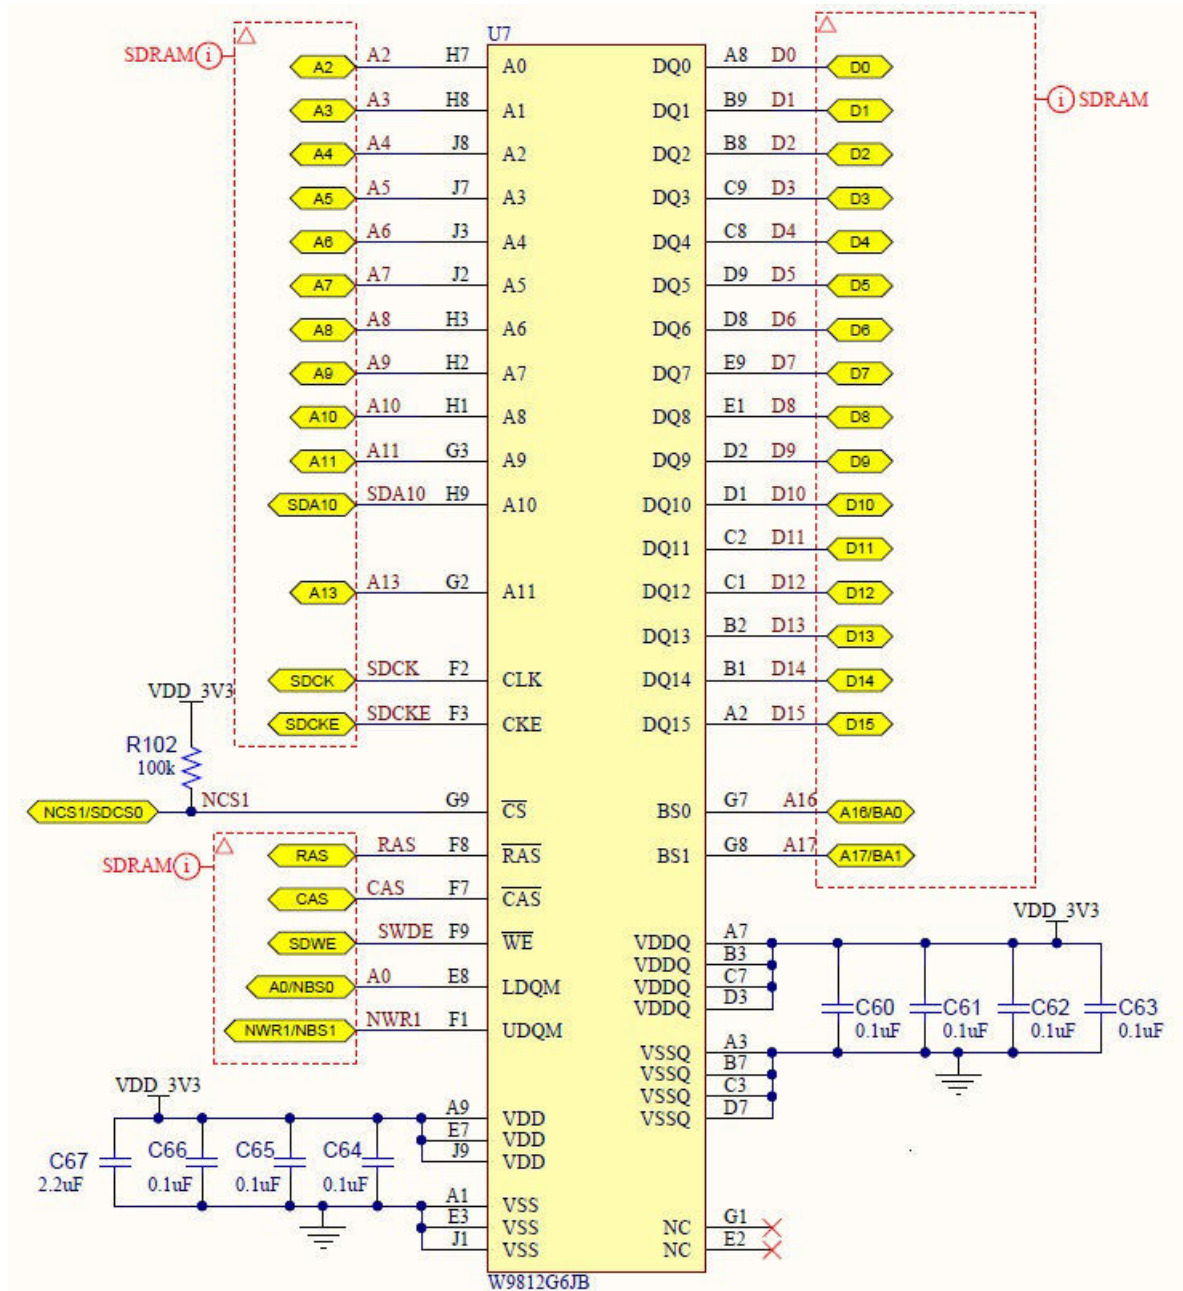 U7
SDRAM i
A2 A2 H7 A0 DQ0 A8 D0 D0
i SDRAM
A3 A3 H8 A1 DQ1 B9 D1 D1
A4 A4 J8 A2 DQ2 B8 D2 D2
A5 A5 J7 A3 DQ3 C9 D3 D3
A6 A6 J3 A4 DQ4 C8 D4 D4
A7 A7 J2 A5 DQ5 D9 D5 D5
A8 A8 H3 A6 DQ6 D8 D6 D6
A9 A9 H2 A7 DQ7 E9 D7 D7
A10 A10 H1 A8 DQ8 E1 D8 D8
A11 A11 G3 A9 DQ9 D2 D9 D9
SDA10 SDA10 H9 A10 DQ10 D1 D10 D10
DQ11 C2 D11 D11
A13 A13 G2 A11 DQ12 C1 D12 D12
DQ13 B2 D13 D13
SDCK SDCK F2 CLK DQ14 B1 D14 D14
VDD_3V3
SDCKE SDCKE F3 CKE DQ15 A2 D15 D15
R102
100k
NCS1/SDCS0 NCS1 G9 CS BS0 G7 A16 A16/BA0
SDRAM i
RAS RAS F8 RAS BS1 G8 A17 A17/BA1
CAS CAS F7 CAS
VDD_3V3
SDWE SWDE F9 WE VDDQ A7
VDDQ B3
A0/NBS0 A0 E8 LDQM VDDQ C7
VDDQ D3
C60 C61 C62 C63
0.1uF 0.1uF 0.1uF 0.1uF
NWR1/NBS1 NWR1 F1 UDQM
VSSQ A3
VSSQ B7
VSSQ C3
VSSQ D7
VDD_3V3
A9 VDD
E7 VDD
J9 VDD
C67 C66 C65 C64
2.2uF 0.1uF 0.1uF 0.1uF
A1 VSS
E3 VSS NC G1
J1 VSS NC E2
W9812G6JB